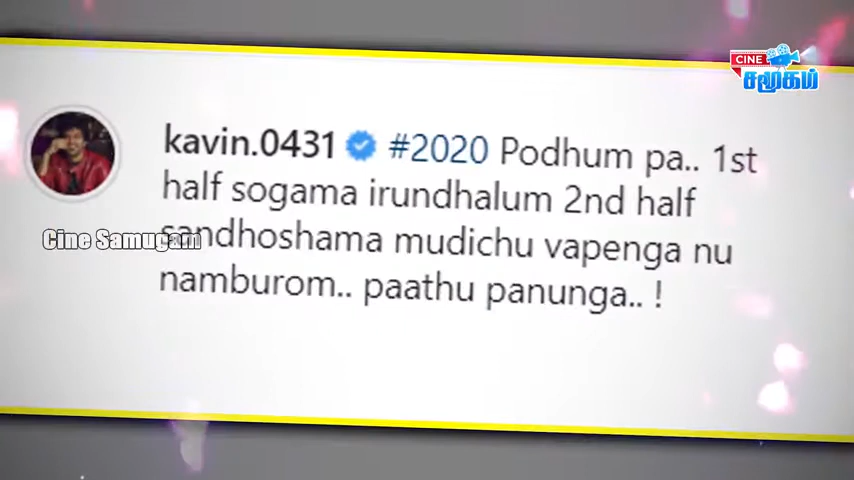 CINE
சமூகம்
kavin.0431 #2020 Podhum pa.. 1st
half sogama irundhalum 2nd half
sandhoshama mudichu vapenga nu
namburom.. paathu panunga.. !
Cine Samugam